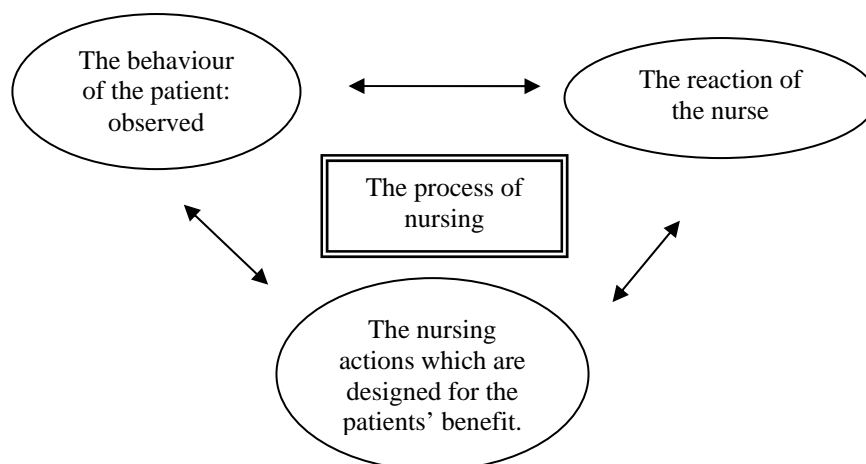 The behaviour
of the patient:
observed
The reaction of
the nurse
The process of
nursing
The nursing
actions which are
designed for the
patients’ benefit.